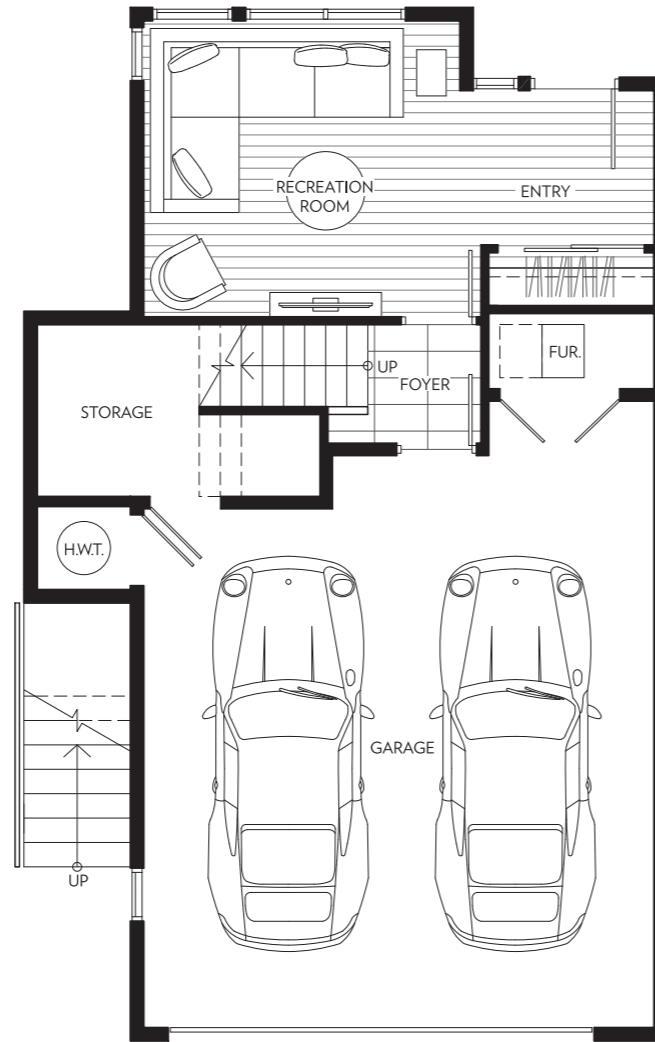 RECREATION
ROOM
ENTRY
FUR.
UP
FOYER
STORAGE
H.W.T.
GARAGE
UP